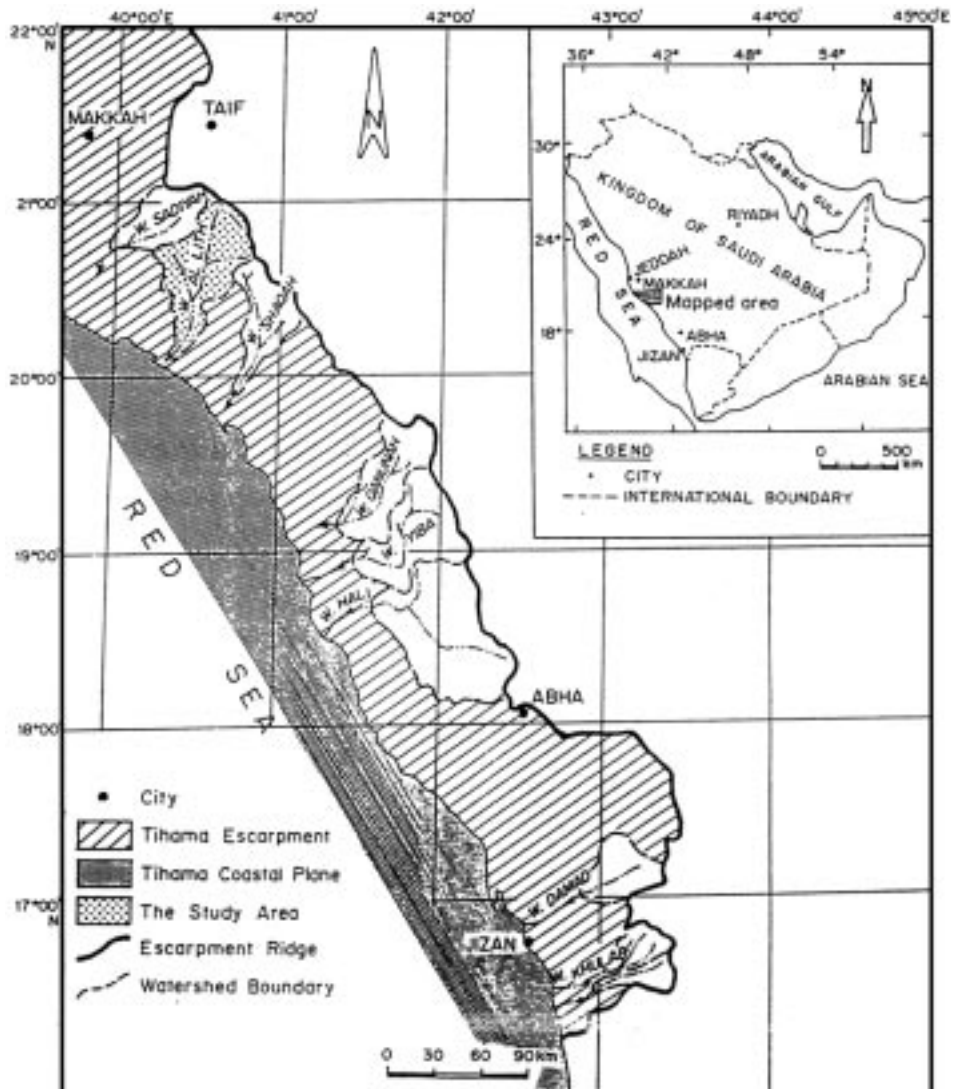 40°00' 41°00' 42°00' 43°00' 44°00' 45°00'E
22°00'
N
TAIF
MAKKAH
21°00'
W. SADIYAH
W. AL LITH
20°00'
19°00'
W. YIBA
W. HALI
RED SEA
ABHA
18°00'
W. DAMAD
17°00'
N
JIZAN
City
Tihama Escarpment
Tihama Coastal Plane
The Study Area
Escarpment Ridge
Watershed Boundary
0 30 60 90km
36° 42° 48° 54°
N
30°
ARABIAN GULF
KINGDOM OF SAUDI ARABIA
RIYADH
24°
RED SEA
JEDDAH
MAKKAH
Mapped area
18°
ABHA
JIZAN
ARABIAN SEA
LEGEND
CITY
INTERNATIONAL BOUNDARY
0 500
km